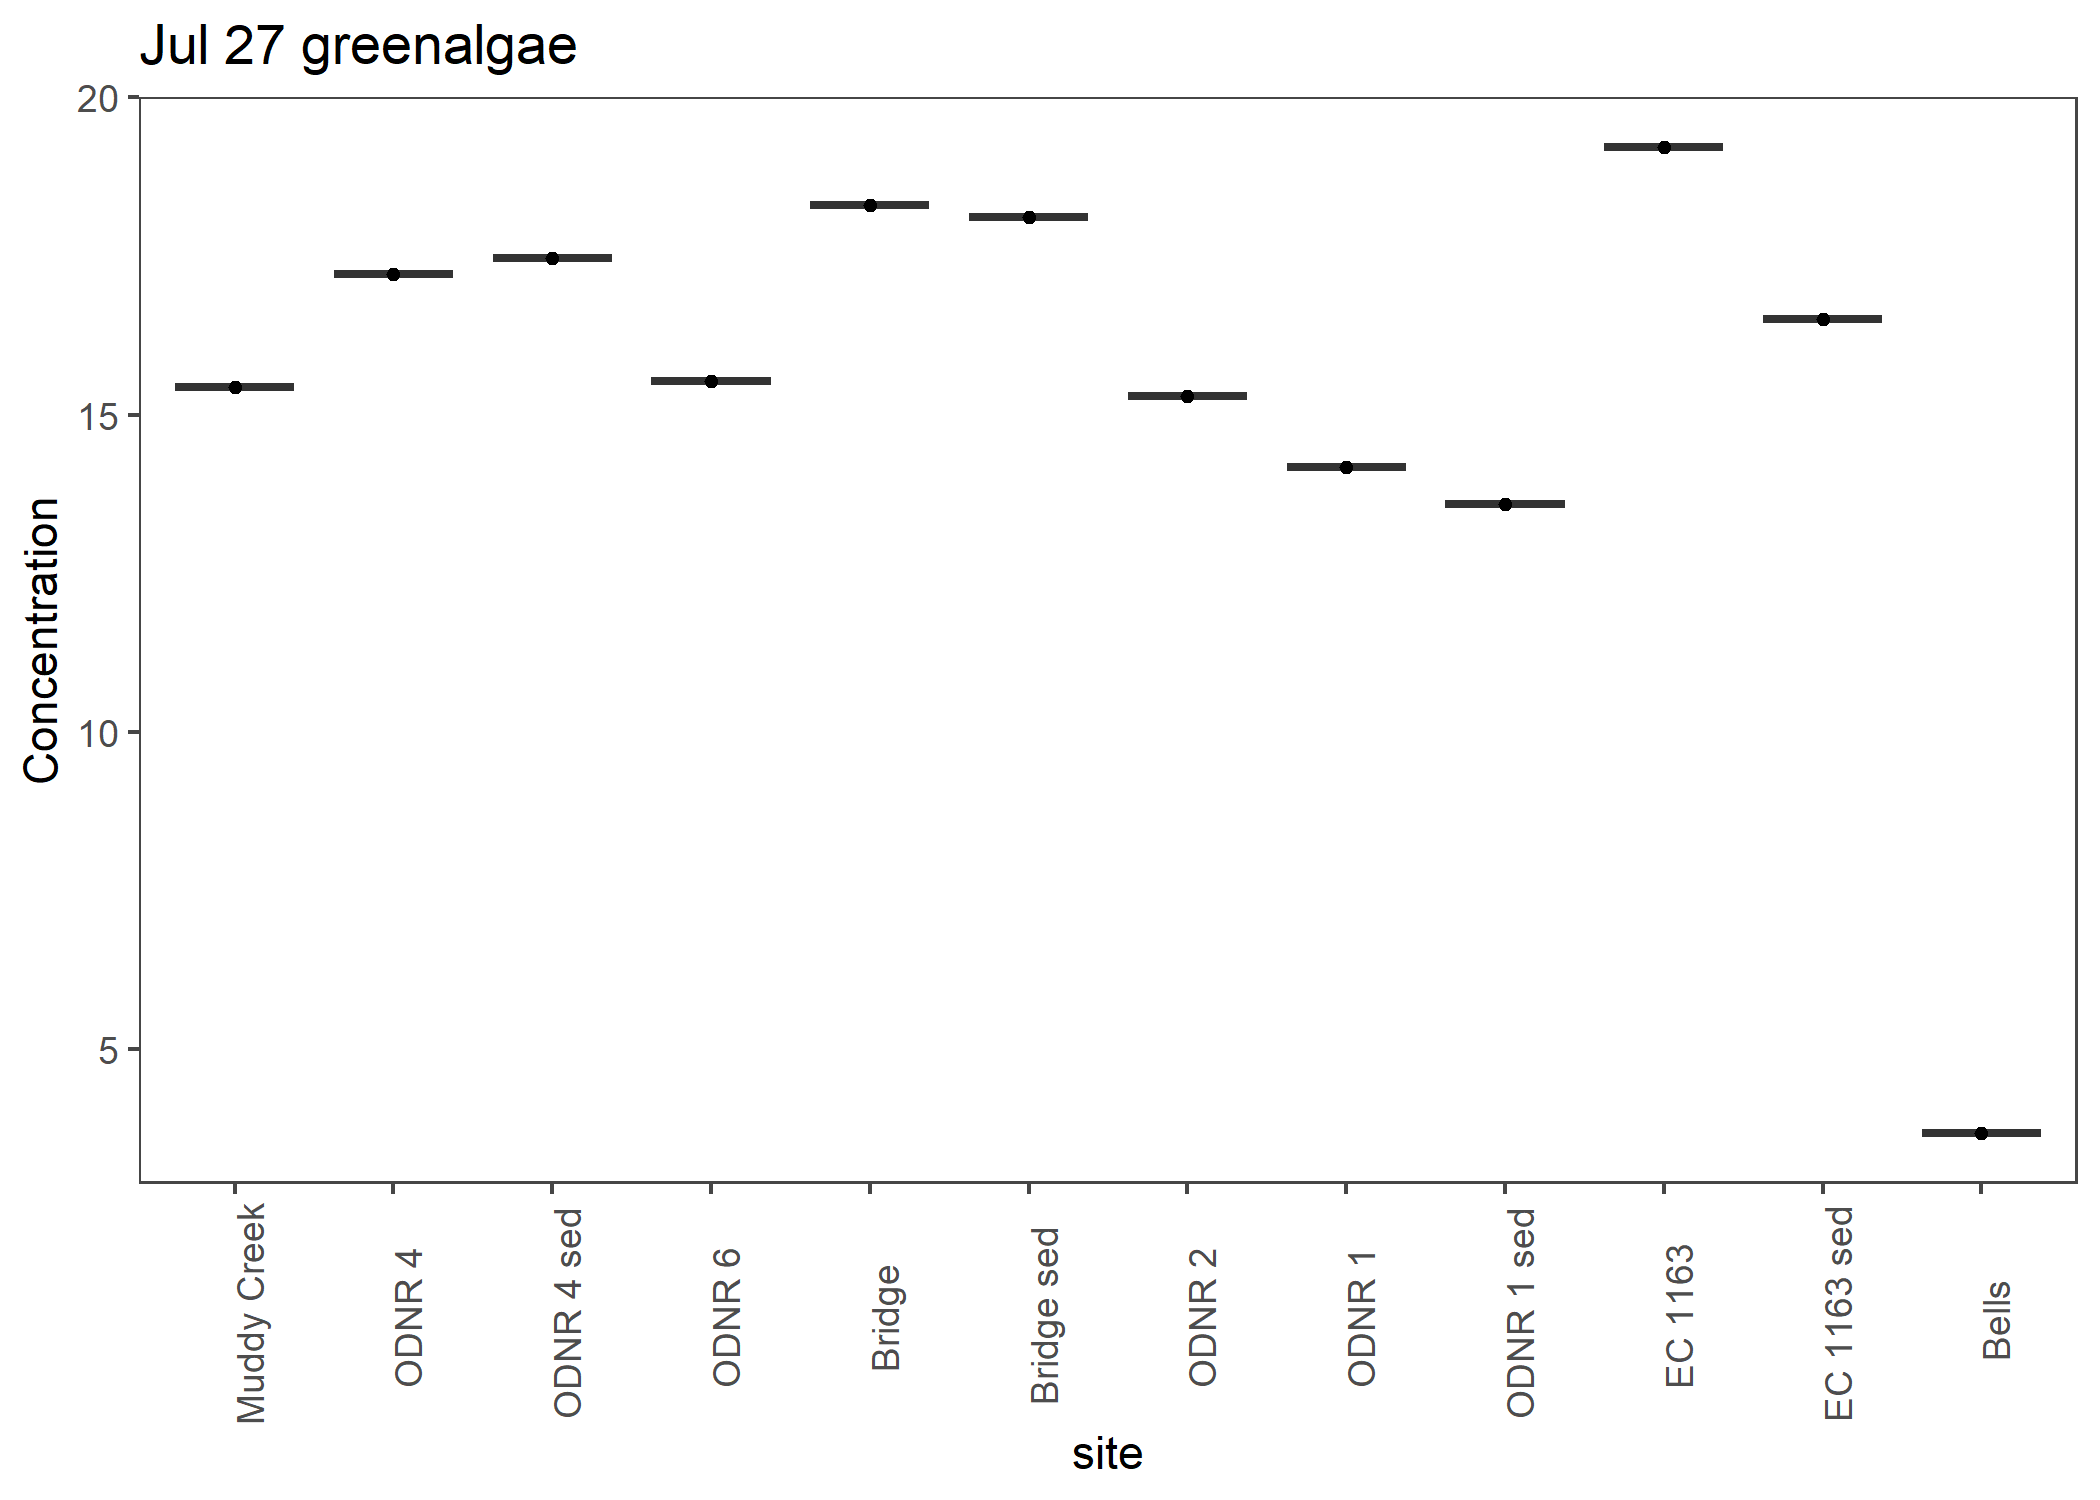 Jul 27 greenalgae
20
15
10
5
Concentration
Muddy Creek
ODNR 4
ODNR 4 sed
ODNR 6
Bridge
Bridge sed
ODNR 2
ODNR 1
ODNR 1 sed
EC 1163
EC 1163 sed
Bells
site